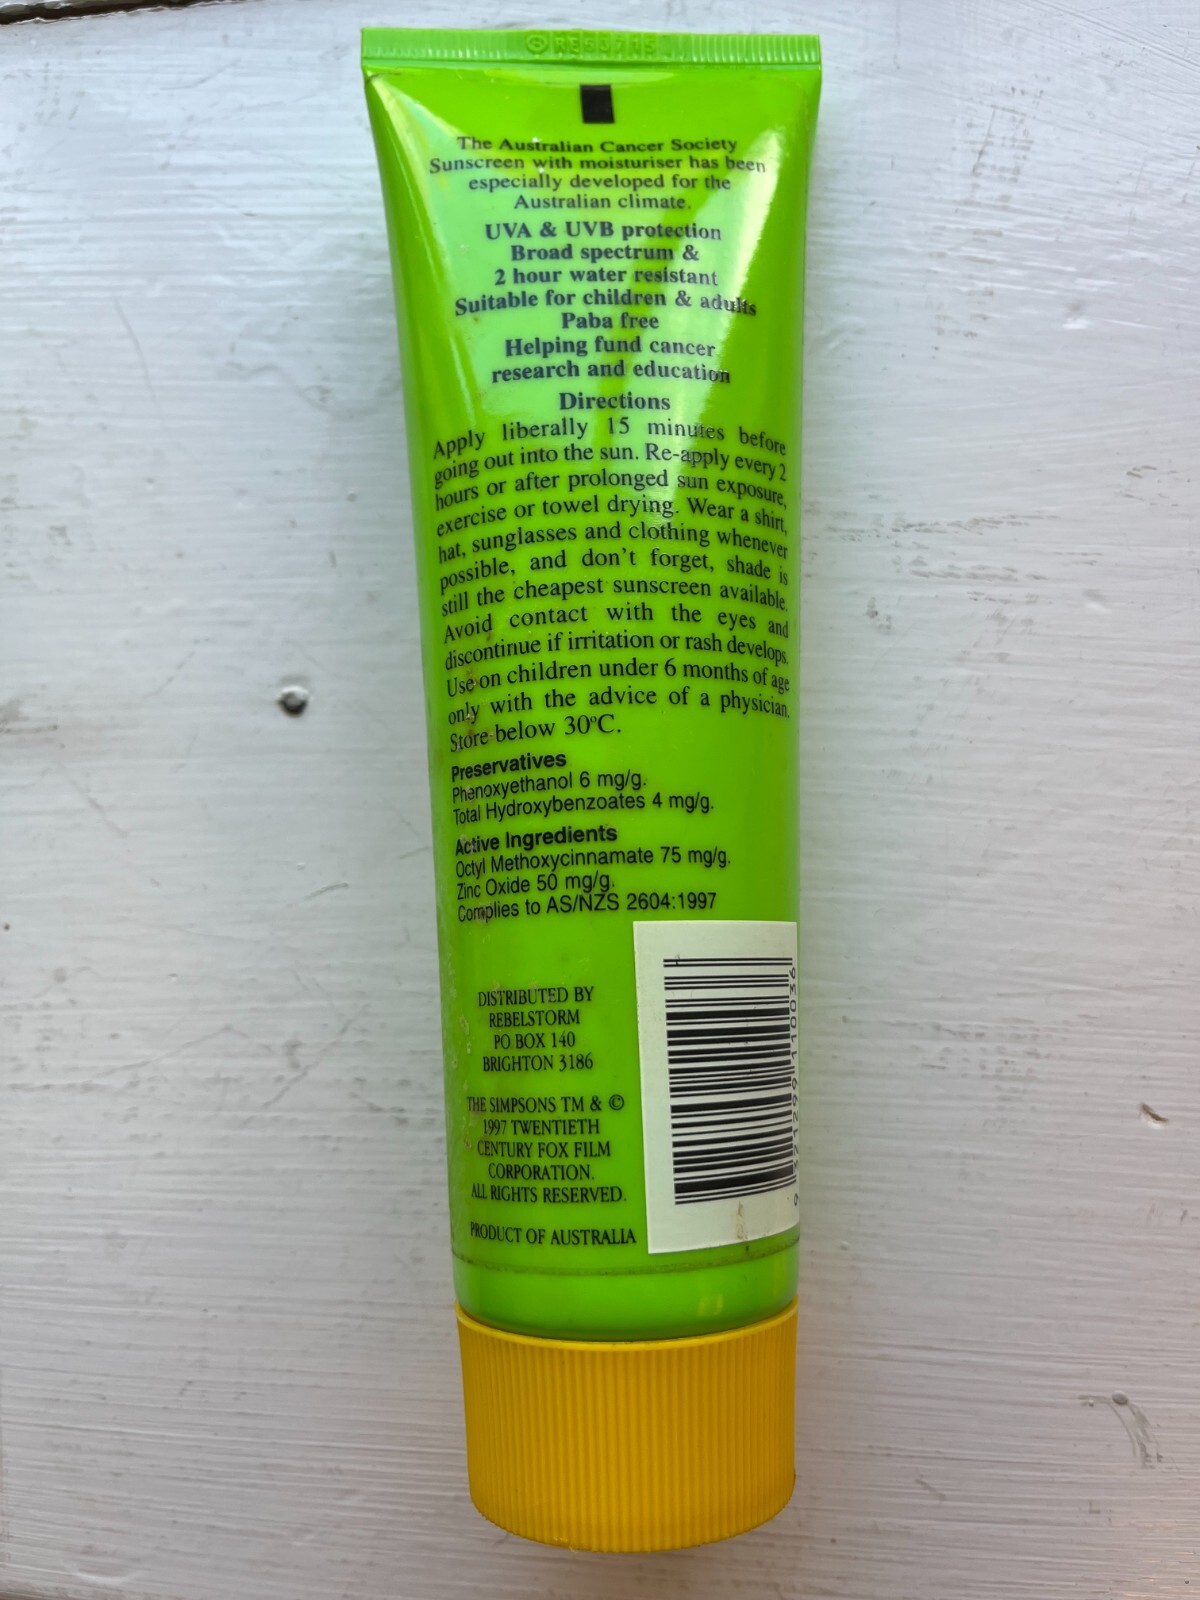 RE63715
The Australian Cancer Society
Sunscreen with moisturiser has been
especially developed for the
Australian climate.
UVA & UVB protection
Broad spectrum &
2 hour water resistant
Suitable for children & adults
Paba free
Helping fund cancer
research and education
Directions
Apply liberally 15 minutes before
going out into the sun. Re-apply every 2
hours or after prolonged sun exposure,
exercise or towel drying. Wear a shirt,
hat, sunglasses and clothing whenever
possible, and don't forget, shade is
still the cheapest sunscreen available.
Avoid contact with the eyes and
discontinue if irritation or rash develops.
Use on children under 6 months of age
only with the advice of a physician.
Store below 30°C.
Preservatives
Phenoxyethanol 6 mg/g.
Total Hydroxybenzoates 4 mg/g.
Active Ingredients
Octyl Methoxycinnamate 75 mg/g.
Zinc Oxide 50 mg/g.
Complies to AS/NZS 2604:1997
DISTRIBUTED BY
REBELSTORM
PO BOX 140
BRIGHTON 3186
THE SIMPSONS TM & ©
1997 TWENTIETH
CENTURY FOX FILM
CORPORATION.
ALL RIGHTS RESERVED.
PRODUCT OF AUSTRALIA